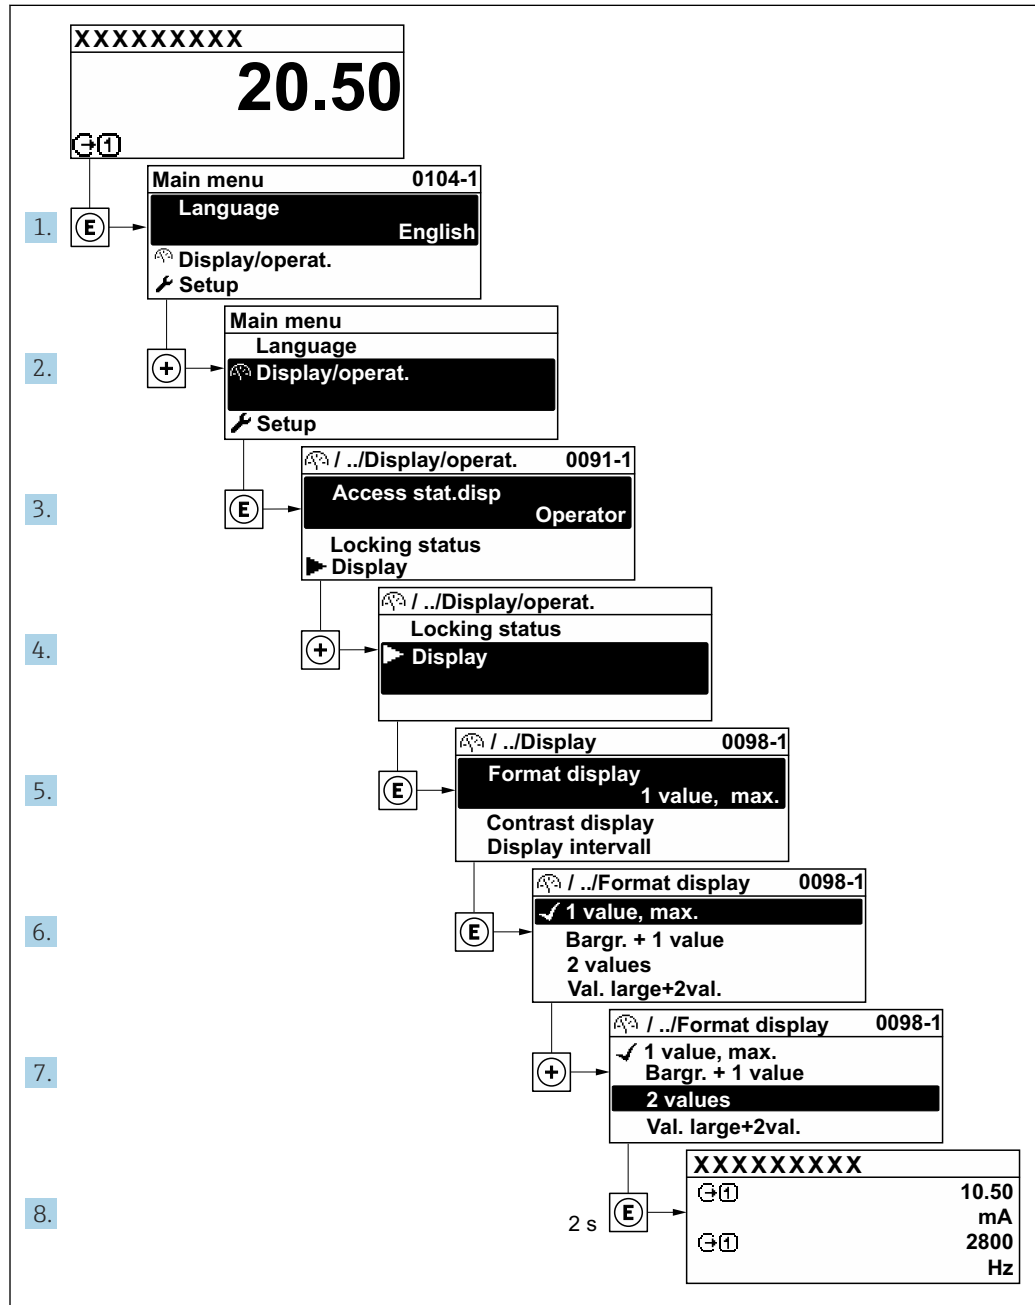 XXXXXXXXX
20.50
1
1.
E
Main menu 0104-1
Language
English
Display/operat.
Setup
2.
+
Main menu
Language
Display/operat.
Setup
3.
E
/ ../Display/operat. 0091-1
Access stat.disp
Operator
Locking status
Display
4.
+
/ ../Display/operat.
Locking status
Display
5.
E
/ ../Display 0098-1
Format display
1 value, max.
Contrast display
Display intervall
6.
E
/ ../Format display 0098-1
✓ 1 value, max.
Bargr. + 1 value
2 values
Val. large+2val.
7.
+
/ ../Format display 0098-1
✓ 1 value, max.
Bargr. + 1 value
2 values
Val. large+2val.
8.
2 s
E
XXXXXXXXX
1 10.50
mA
1 2800
Hz